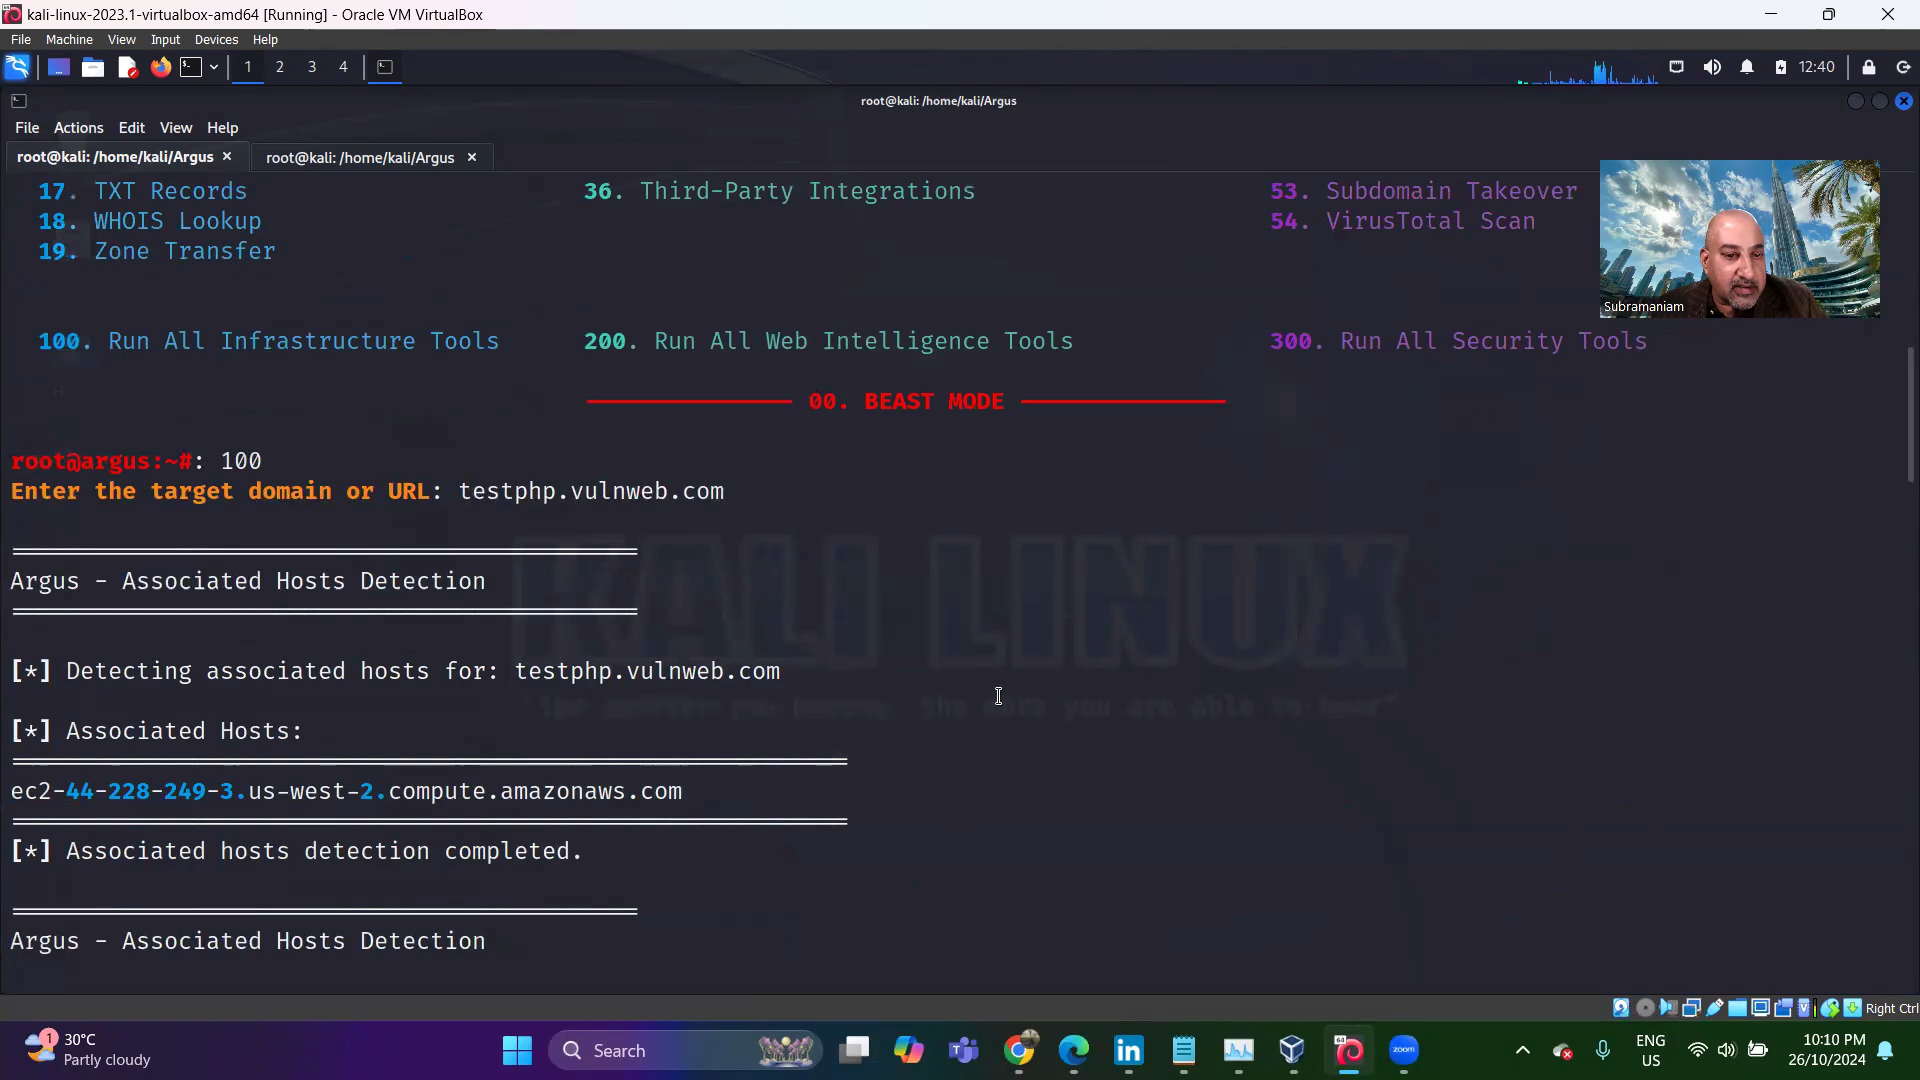 kali-linux-2023.1-virtualbox-amd64 [Running] - Oracle VM VirtualBox
File Machine View Input Devices Help
1 2 3 4 12:40
root@kali: /home/kali/Argus
File Actions Edit View Help
root@kali: /home/kali/Argus root@kali: /home/kali/Argus
17. TXT Records 36. Third-Party Integrations 53. Subdomain Takeover
18. WHOIS Lookup 54. VirusTotal Scan
19. Zone Transfer
Subramaniam
100. Run All Infrastructure Tools 200. Run All Web Intelligence Tools 300. Run All Security Tools
00. BEAST MODE
root@argus:~#: 100
Enter the target domain or URL: testphp.vulnweb.com
Argus - Associated Hosts Detection
KALI LINUX
[*] Detecting associated hosts for: testphp.vulnweb.com
[*] Associated Hosts:
ec2-44-228-249-3.us-west-2.compute.amazonaws.com
[*] Associated hosts detection completed.
Argus - Associated Hosts Detection
Right Ctrl
1 30°C
Partly cloudy
Search
zoom
ENG
US
10:10 PM
26/10/2024